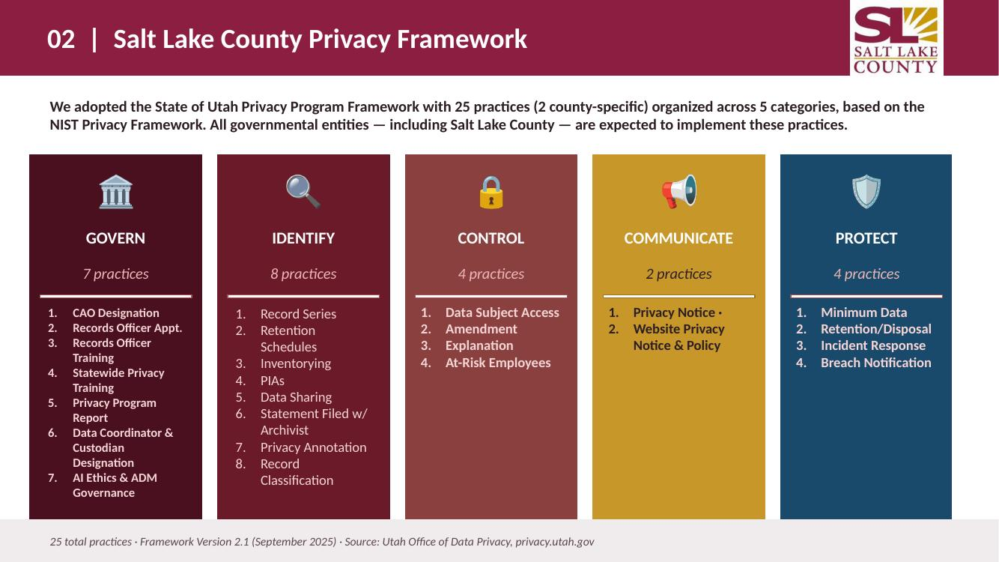 02 | Salt Lake County Privacy Framework
SL
SALT LAKE
COUNTY
We adopted the State of Utah Privacy Program Framework with 25 practices (2 county-specific) organized across 5 categories, based on the
NIST Privacy Framework. All governmental entities — including Salt Lake County — are expected to implement these practices.
GOVERN
7 practices
1. CAO Designation
2. Records Officer Appt.
3. Records Officer
Training
4. Statewide Privacy
Training
5. Privacy Program
Report
6. Data Coordinator &
Custodian
Designation
7. AI Ethics & ADM
Governance
IDENTIFY
8 practices
1. Record Series
2. Retention
Schedules
3. Inventorying
4. PIAs
5. Data Sharing
6. Statement Filed w/
Archivist
7. Privacy Annotation
8. Record
Classification
CONTROL
4 practices
1. Data Subject Access
2. Amendment
3. Explanation
4. At-Risk Employees
COMMUNICATE
2 practices
1. Privacy Notice ·
2. Website Privacy
Notice & Policy
PROTECT
4 practices
1. Minimum Data
2. Retention/Disposal
3. Incident Response
4. Breach Notification
25 total practices · Framework Version 2.1 (September 2025) · Source: Utah Office of Data Privacy, privacy.utah.gov